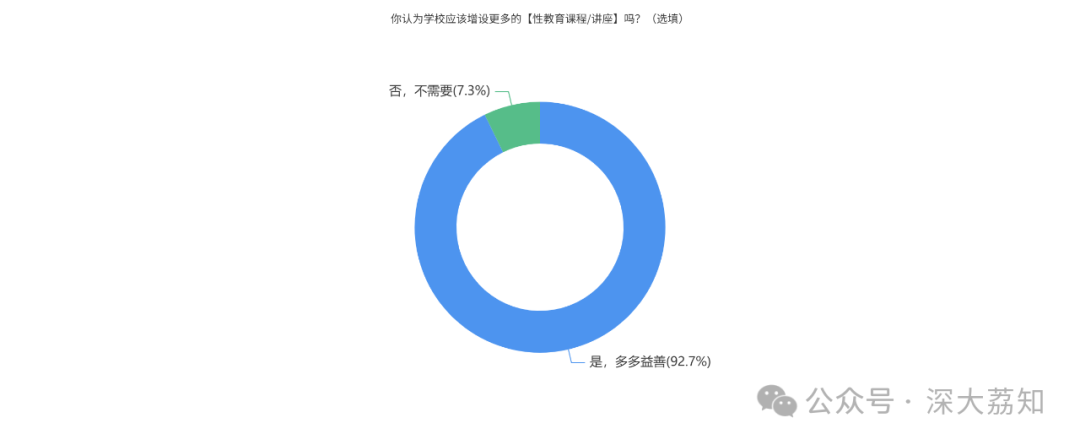 你认为学校应该增设更多的【性教育课程/讲座】吗？（选填）
否，不需要(7.3%)
是，多多益善(92.7%)
公众号 · 深大荔知